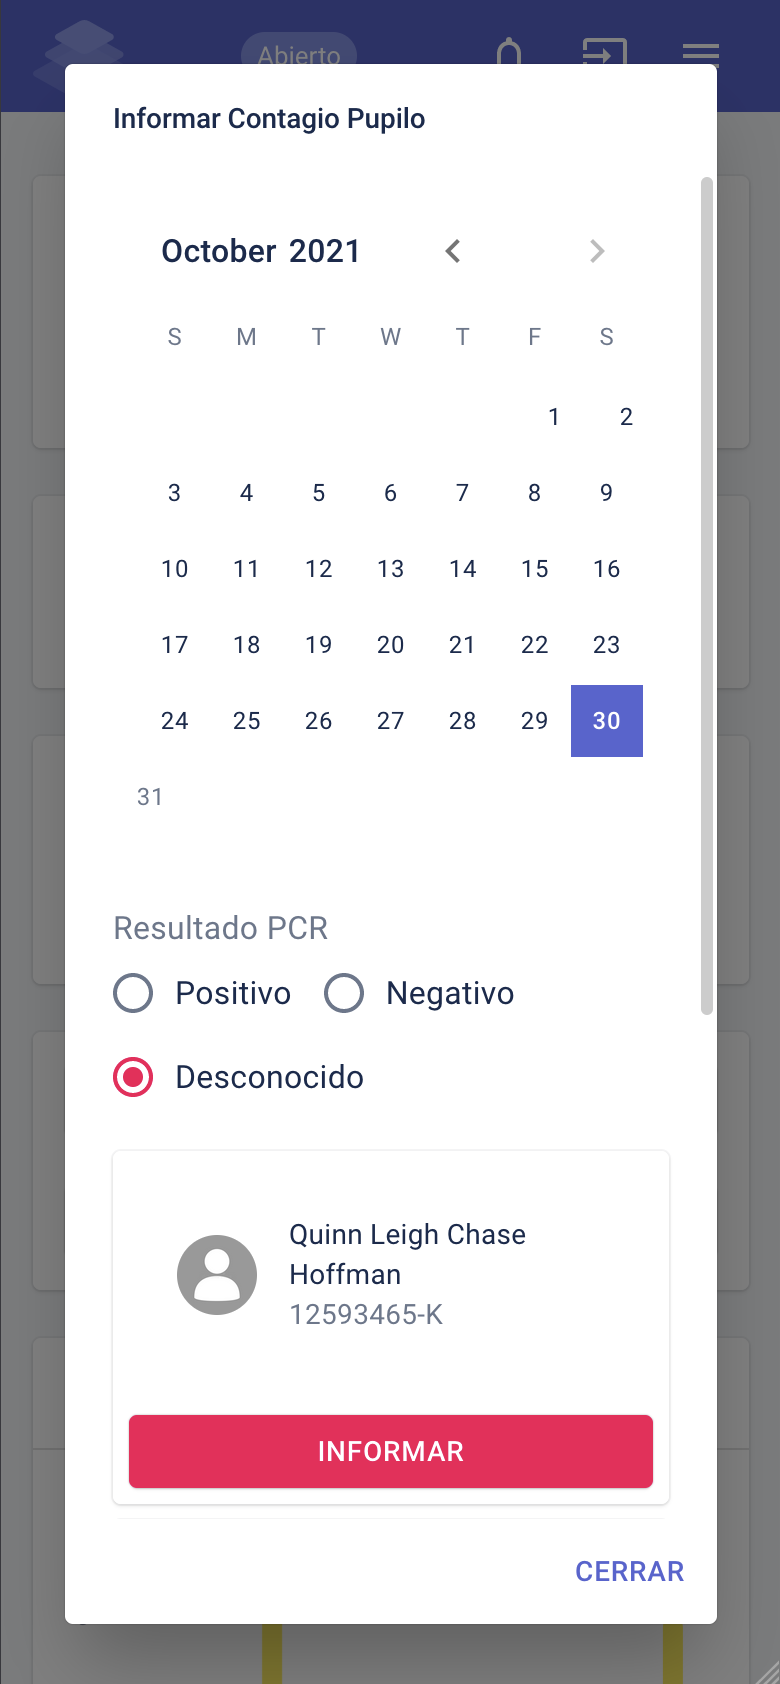 Abierto
Informar Contagio Pupilo
October 2021
S M T W T F S
1 2
3 4 5 6 7 8 9
10 11 12 13 14 15 16
17 18 19 20 21 22 23
24 25 26 27 28 29 30
31
Resultado PCR
Positivo Negativo
Desconocido
Quinn Leigh Chase
Hoffman
12593465-K
INFORMAR
CERRAR